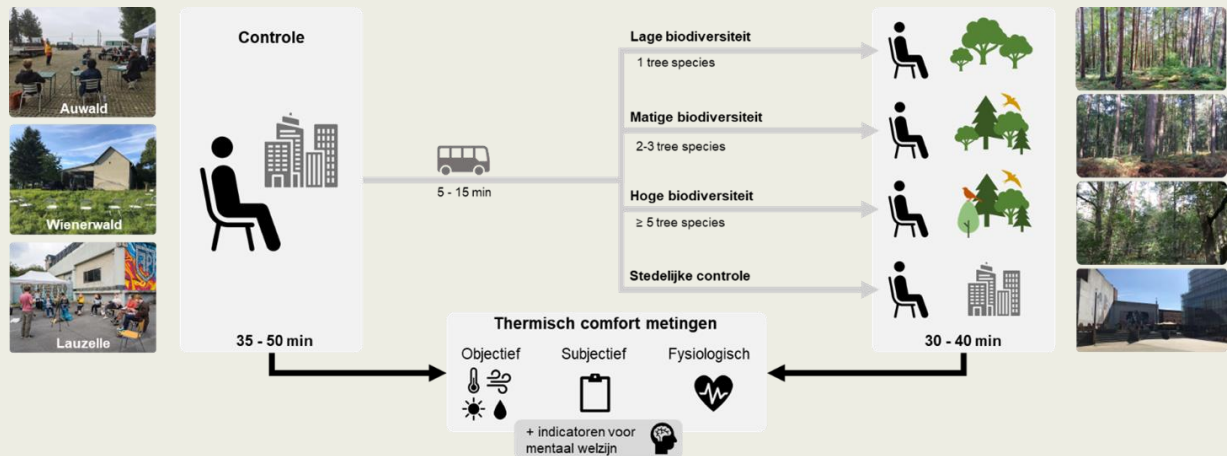 Auwald
Wienerwald
Lauzelle
Controle
35 - 50 min
5 - 15 min
Lage biodiversiteit
1 tree species
Matige biodiversiteit
2-3 tree species
Hoge biodiversiteit
≥ 5 tree species
Stedelijke controle
30 - 40 min
Thermisch comfort metingen
Objectief
Subjectief
Fysiologisch
+ indicatoren voor
mentaal welzijn